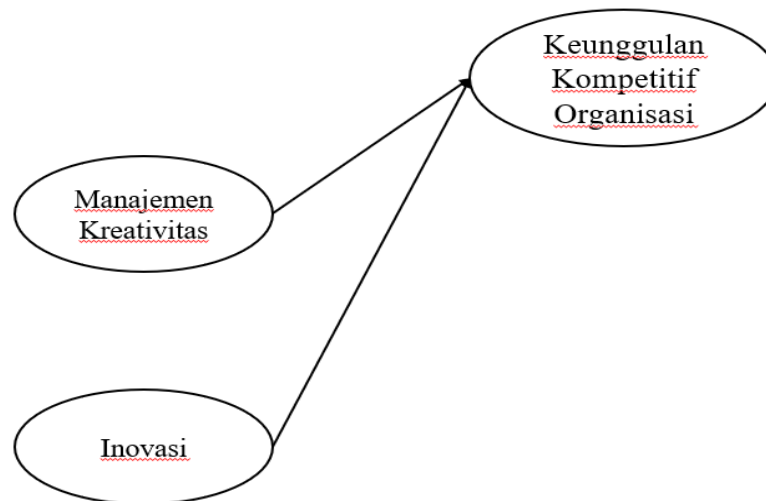 Keunggulan
Kompetitif
Organisasi
Manajemen
Kreativitas
Inovasi